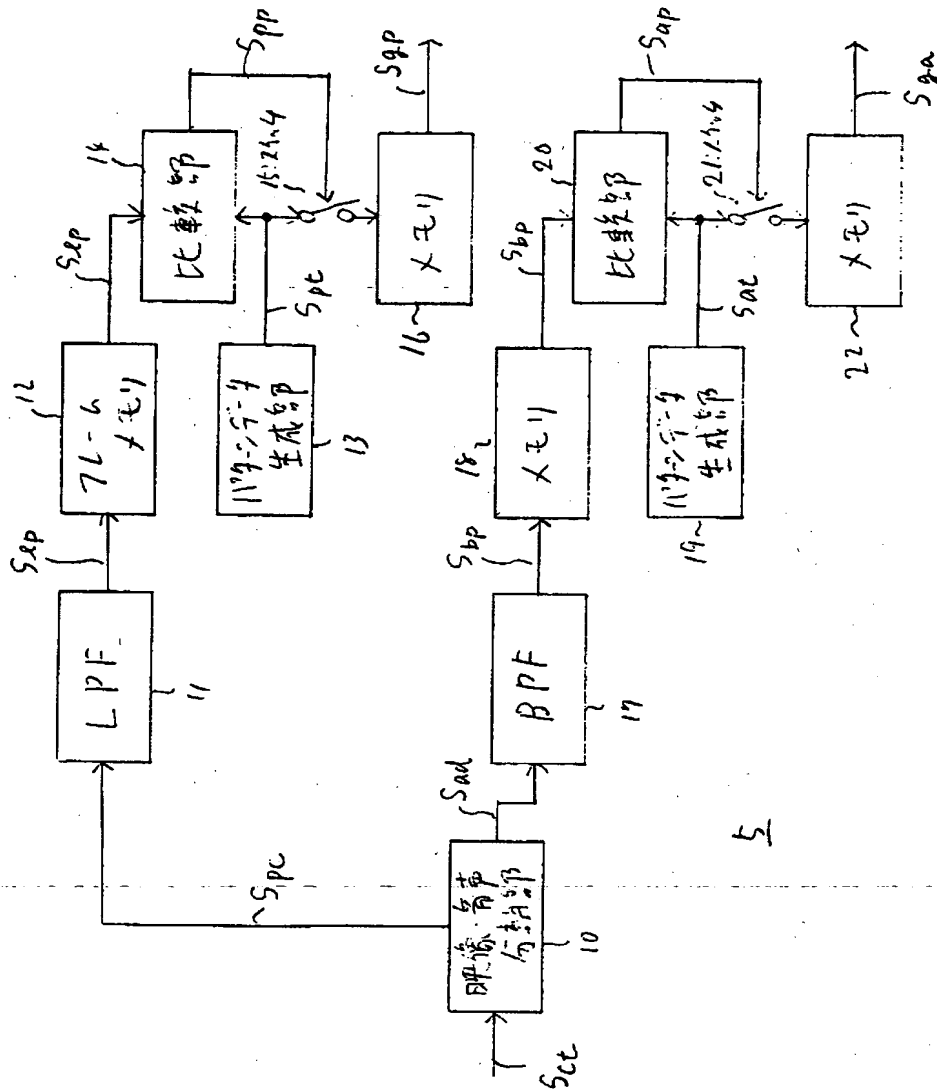 Sct
映像・音声
分離部
10
Spc
Sad
LPF
11
Slp
フレーム
メモリ
12
Slp
比較部
14
Spp
パターンデータ
生成部
13
Spt
15:スイッチ
メモリ
16
Sgp
BPF
17
Sbp
メモリ
18
Sbp
比較部
20
Sap
パターンデータ
生成部
19
Sat
21:スイッチ
メモリ
22
Sga
5